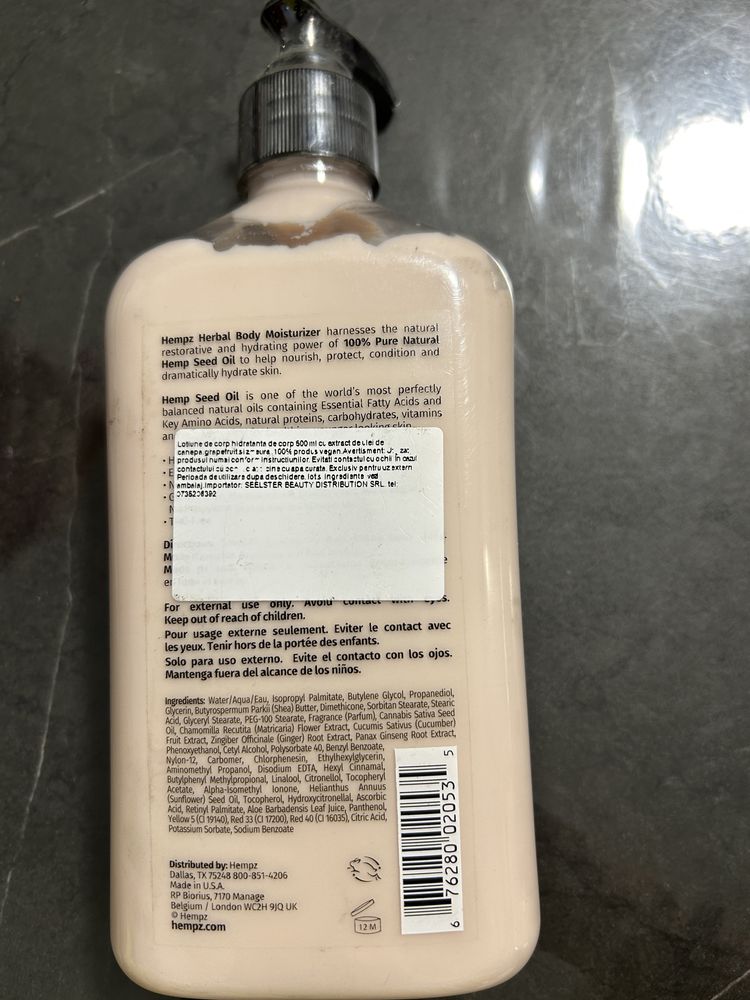 Hempz Herbal Body Moisturizer harnesses the natural
restorative and hydrating power of 100% Pure Natural
Hemp Seed Oil to help nourish, protect, condition and
dramatically hydrate skin.
Hemp Seed Oil is one of the world's most perfectly
balanced natural oils containing Essential Fatty Acids and
Key Amino Acids, natural proteins, carbohydrates, vitamins
Lotiune de corp hidratanta de corp 500 ml cu extract de ulei de
canepa, grapefruit si zmeura. 100% produs vegan. Avertisment:
produsul numai conform instructiunilor. Evitati contactul cu ochii. In cazul
contactului cu cu apa curata. Exclusiv pentru uz extern
Perioada de utilizare dupa deschidere, lot si ingrediante vezi
ambalaj. Importator: SEELSTER BEAUTY DISTRIBUTION SRL. tel:
For external use only. Avoid contact with eyes.
Keep out of reach of children.
Pour usage externe seulement. Eviter le contact avec
les yeux. Tenir hors de la portée des enfants.
Solo para uso externo. Evite el contacto con los ojos.
Mantenga fuera del alcance de los niños.
Ingredients: Water/Aqua/Eau, Isopropyl Palmitate, Butylene Glycol, Propanediol,
Glycerin, Butyrospermum Parkii (Shea) Butter, Dimethicone, Sorbitan Stearate, Stearic
Acid, Glyceryl Stearate, PEG-100 Stearate, Fragrance (Parfum), Cannabis Sativa Seed
Oil, Chamomilla Recutita (Matricaria) Flower Extract, Cucumis Sativus (Cucumber)
Fruit Extract, Zingiber Officinale (Ginger) Root Extract, Panax Ginseng Root Extract,
Phenoxyethanol, Cetyl Alcohol, Polysorbate 40, Benzyl Benzoate,
Nylon-12, Carbomer, Chlorphenesin, Ethylhexylglycerin,
Aminomethyl Propanol, Disodium EDTA, Hexyl Cinnamal,
Butylphenyl Methylpropional, Linalool, Citronellol, Tocopheryl
Acetate, Alpha-Isomethyl Ionone, Helianthus Annuus
(Sunflower) Seed Oil, Tocopherol, Hydroxycitronellal, Ascorbic
Acid, Retinyl Palmitate, Aloe Barbadensis Leaf Juice, Panthenol,
Yellow 5 (CI 19140), Red 33 (CI 17200), Red 40 (CI 16035), Citric Acid,
Potassium Sorbate, Sodium Benzoate
Distributed by: Hempz
Dallas, TX 75248 800-851-4206
Made in U.S.A.
RP Biorius, 7170 Manage
Belgium / London WC2H 9JQ UK
© Hempz
hempz.com
12 M
6 76280 02053 5